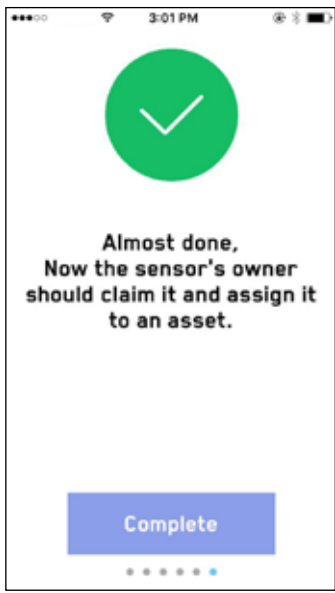 3:01 PM
Almost done,
Now the sensor's owner
should claim it and assign it
to an asset.
Complete